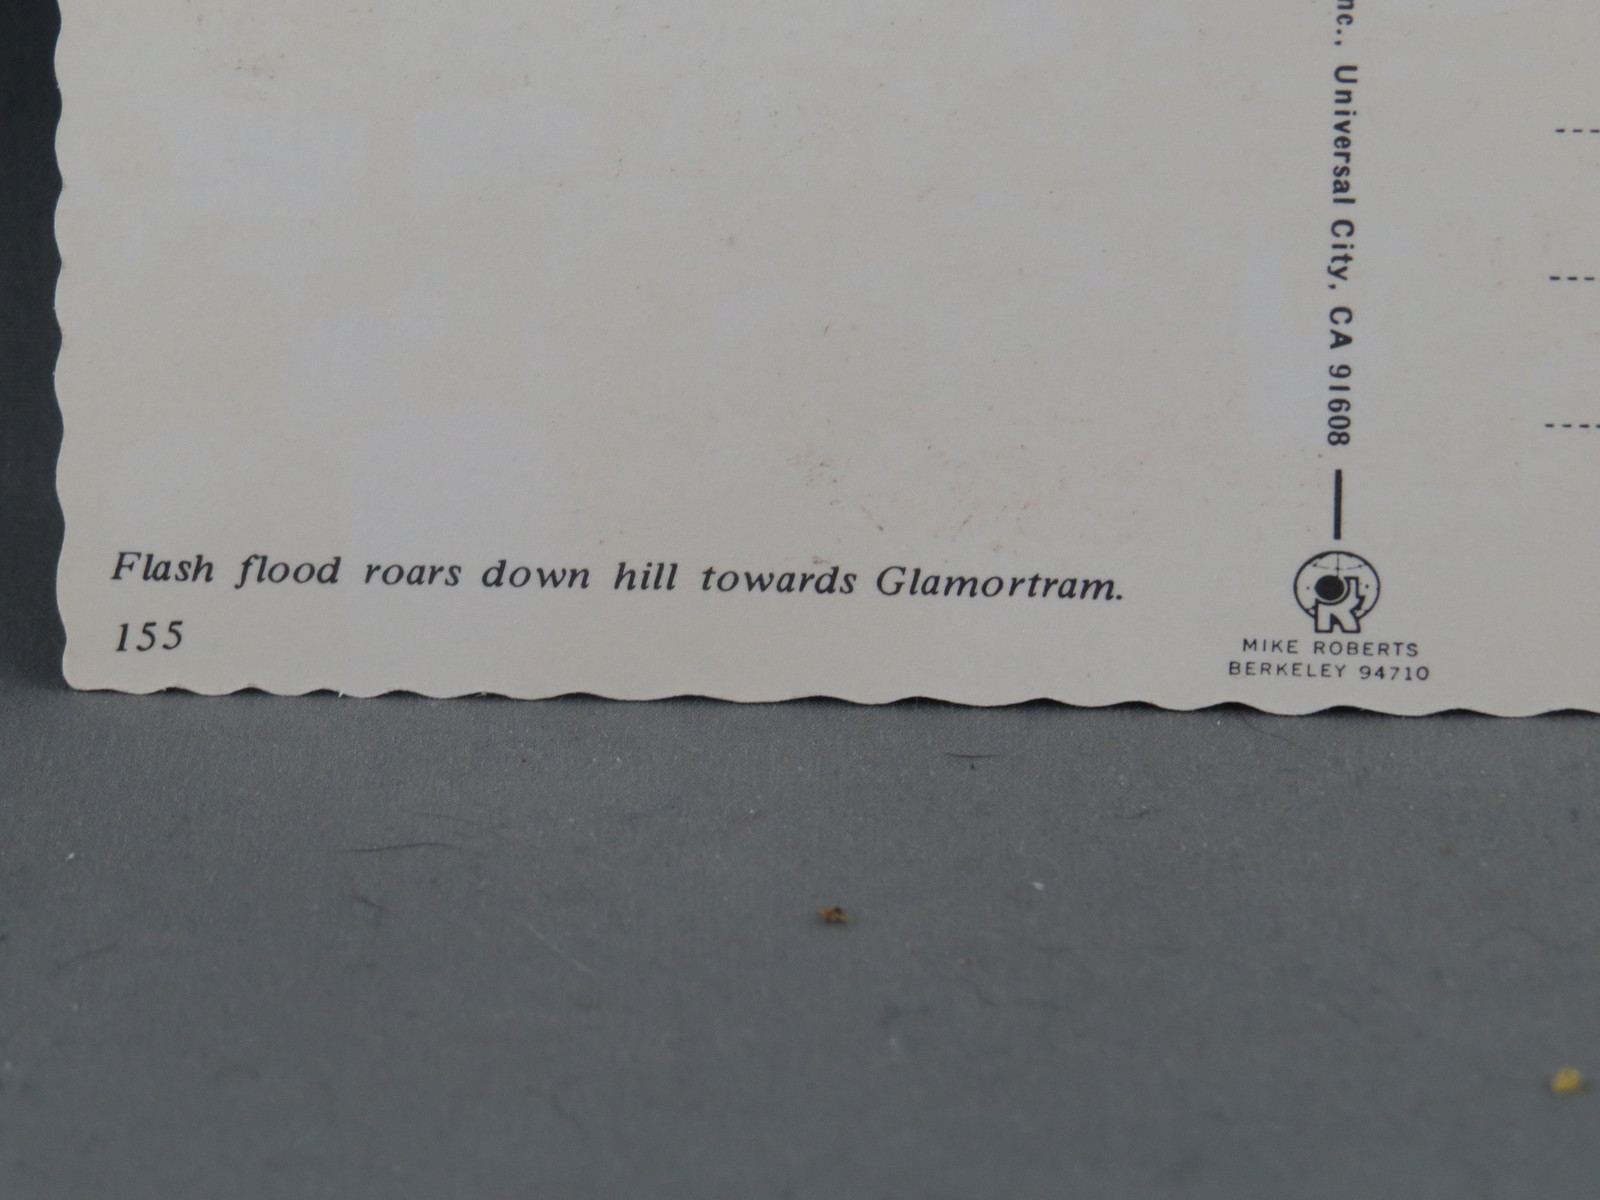 Flash flood roars down hill towards Glamortram.
155
nc., Universal City, CA 91608
MIKE ROBERTS
BERKELEY 94710